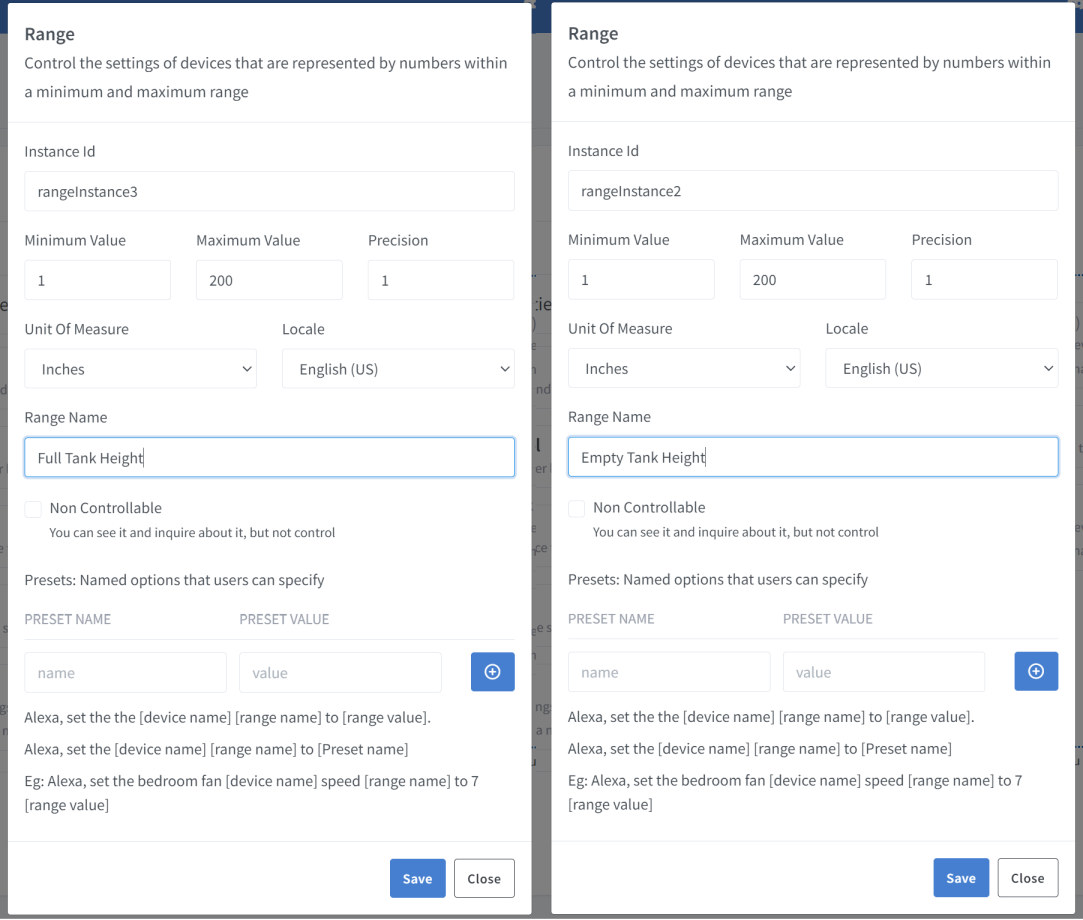 Range
Control the settings of devices that are represented by numbers within
a minimum and maximum range
Instance Id
rangeInstance3
Minimum Value Maximum Value Precision
1 200 1
Unit Of Measure Locale
Inches English (US)
Range Name
Full Tank Height
Non Controllable
You can see it and inquire about it, but not control
Presets: Named options that users can specify
PRESET NAME PRESET VALUE
name value
Alexa, set the the [device name] [range name] to [range value].
Alexa, set the [device name] [range name] to [Preset name]
Eg: Alexa, set the bedroom fan [device name] speed [range name] to 7
[range value]
Save Close
Range
Control the settings of devices that are represented by numbers within
a minimum and maximum range
Instance Id
rangeInstance2
Minimum Value Maximum Value Precision
1 200 1
Unit Of Measure Locale
Inches English (US)
Range Name
Empty Tank Height
Non Controllable
You can see it and inquire about it, but not control
Presets: Named options that users can specify
PRESET NAME PRESET VALUE
name value
Alexa, set the the [device name] [range name] to [range value].
Alexa, set the [device name] [range name] to [Preset name]
Eg: Alexa, set the bedroom fan [device name] speed [range name] to 7
[range value]
Save Close